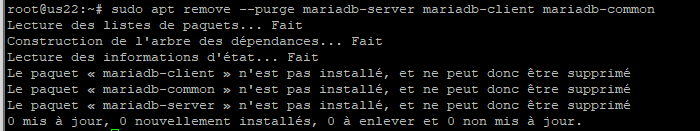 root@us22:~# sudo apt remove --purge mariadb-server mariadb-client mariadb-common
Lecture des listes de paquets... Fait
Construction de l'arbre des dépendances... Fait
Lecture des informations d'état... Fait
Le paquet « mariadb-client » n'est pas installé, et ne peut donc être supprimé
Le paquet « mariadb-common » n'est pas installé, et ne peut donc être supprimé
Le paquet « mariadb-server » n'est pas installé, et ne peut donc être supprimé
0 mis à jour, 0 nouvellement installés, 0 à enlever et 0 non mis à jour.